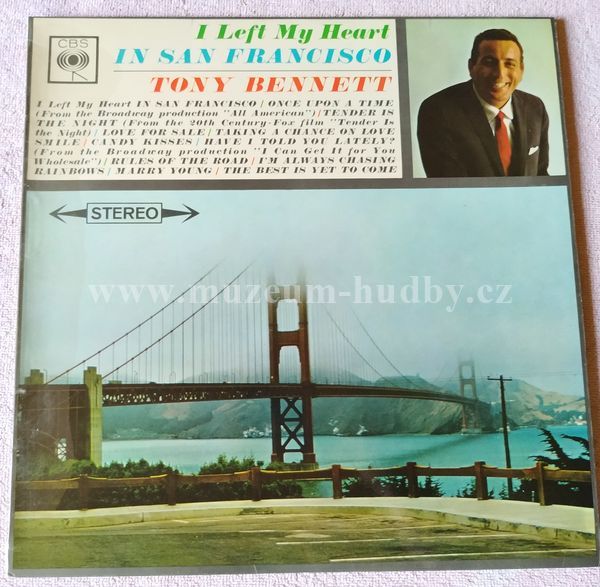 CBS
I Left My Heart
IN SAN FRANCISCO
TONY BENNETT
I Left My Heart IN SAN FRANCISCO / ONCE UPON A TIME
(From the Broadway production "All American") / TENDER IS
THE NIGHT (From the 20th Century-Fox film "Tender Is
the Night) / LOVE FOR SALE / TAKING A CHANCE ON LOVE
SMILE / CANDY KISSES / HAVE I TOLD YOU LATELY?
(From the Broadway production "I Can Get It for You
Wholesale") / RULES OF THE ROAD / I'M ALWAYS CHASING
RAINBOWS / MARRY YOUNG / THE BEST IS YET TO COME
STEREO
www.muzeum-hudby.cz